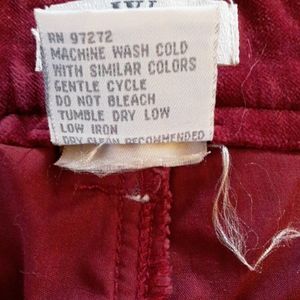 RN 97272
MACHINE WASH COLD
WITH SIMILAR COLORS
GENTLE CYCLE
DO NOT BLEACH
TUMBLE DRY LOW
LOW IRON
DRY CLEAN RECOMMENDED